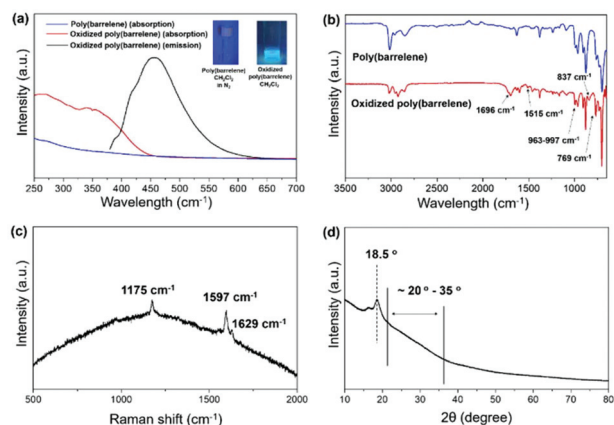 (a)
Poly(barrelene) (absorption)
Oxidized poly(barrelene) (absorption)
Oxidized poly(barrelene) (emission)
Poly(barrelene)
CH₂Cl₂
in N₂
Oxidized
poly(barrelene)
CH₂Cl₂
Intensity (a.u.)
250 300 350 400 450 500 550 600 650 700
Wavelength (cm⁻¹)
(b)
Poly(barrelene)
837 cm⁻¹
Oxidized poly(barrelene)
1696 cm⁻¹
1515 cm⁻¹
963-997 cm⁻¹
769 cm⁻¹
Intensity (a.u.)
3500 3000 2500 2000 1500 1000
Wavelength (cm⁻¹)
(c)
1175 cm⁻¹
1597 cm⁻¹
1629 cm⁻¹
Intensity (a.u.)
500 1000 1500 2000
Raman shift (cm⁻¹)
(d)
18.5 º
~ 20 º - 35 º
Intensity (a.u.)
10 20 30 40 50 60 70 80
2θ (degree)